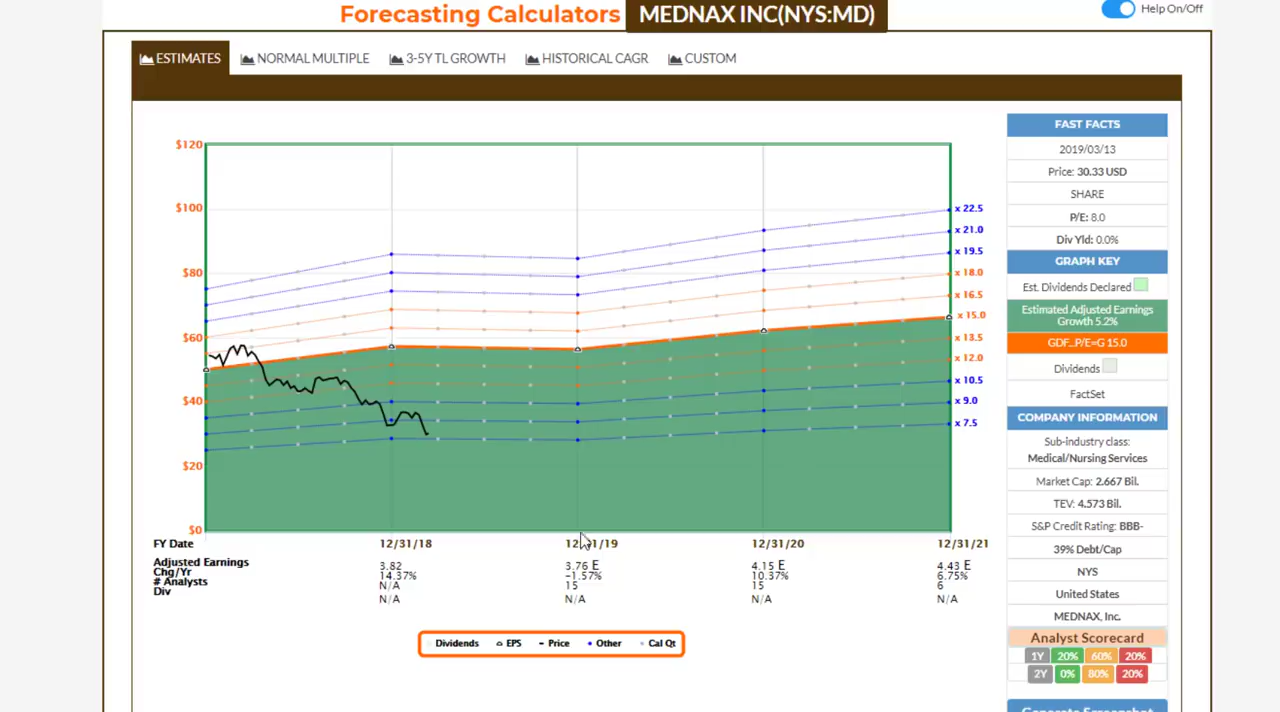 Forecasting Calculators MEDNAX INC(NYS:MD)
Help On/Off
ESTIMATES NORMAL MULTIPLE 3-5Y TL GROWTH HISTORICAL CAGR CUSTOM
$120
$100
$80
$60
$40
$20
$0
x 22.5
x 21.0
x 19.5
x 18.0
x 16.5
x 15.0
x 13.5
x 12.0
x 10.5
x 9.0
x 7.5
FY Date 12/31/18 12/31/19 12/31/20 12/31/21
Adjusted Earnings 3.82 3.76 E 4.15 E 4.43 E
Chg/Yr 14.37% -1.57% 10.37% 6.75%
# Analysts N/A 15 15 6
Div N/A N/A N/A N/A
Dividends EPS Price Other Cal Qt
FAST FACTS
2019/03/13
Price: 30.33 USD
SHARE
P/E: 8.0
Div Yld: 0.0%
GRAPH KEY
Est. Dividends Declared
Estimated Adjusted Earnings
Growth 5.2%
GDF...P/E=G 15.0
Dividends
FactSet
COMPANY INFORMATION
Sub-industry class:
Medical/Nursing Services
Market Cap: 2.667 Bil.
TEV: 4.573 Bil.
S&P Credit Rating: BBB-
39% Debt/Cap
NYS
United States
MEDNAX, Inc.
Analyst Scorecard
1Y 20% 60% 20%
2Y 0% 80% 20%
Generate Screenshot